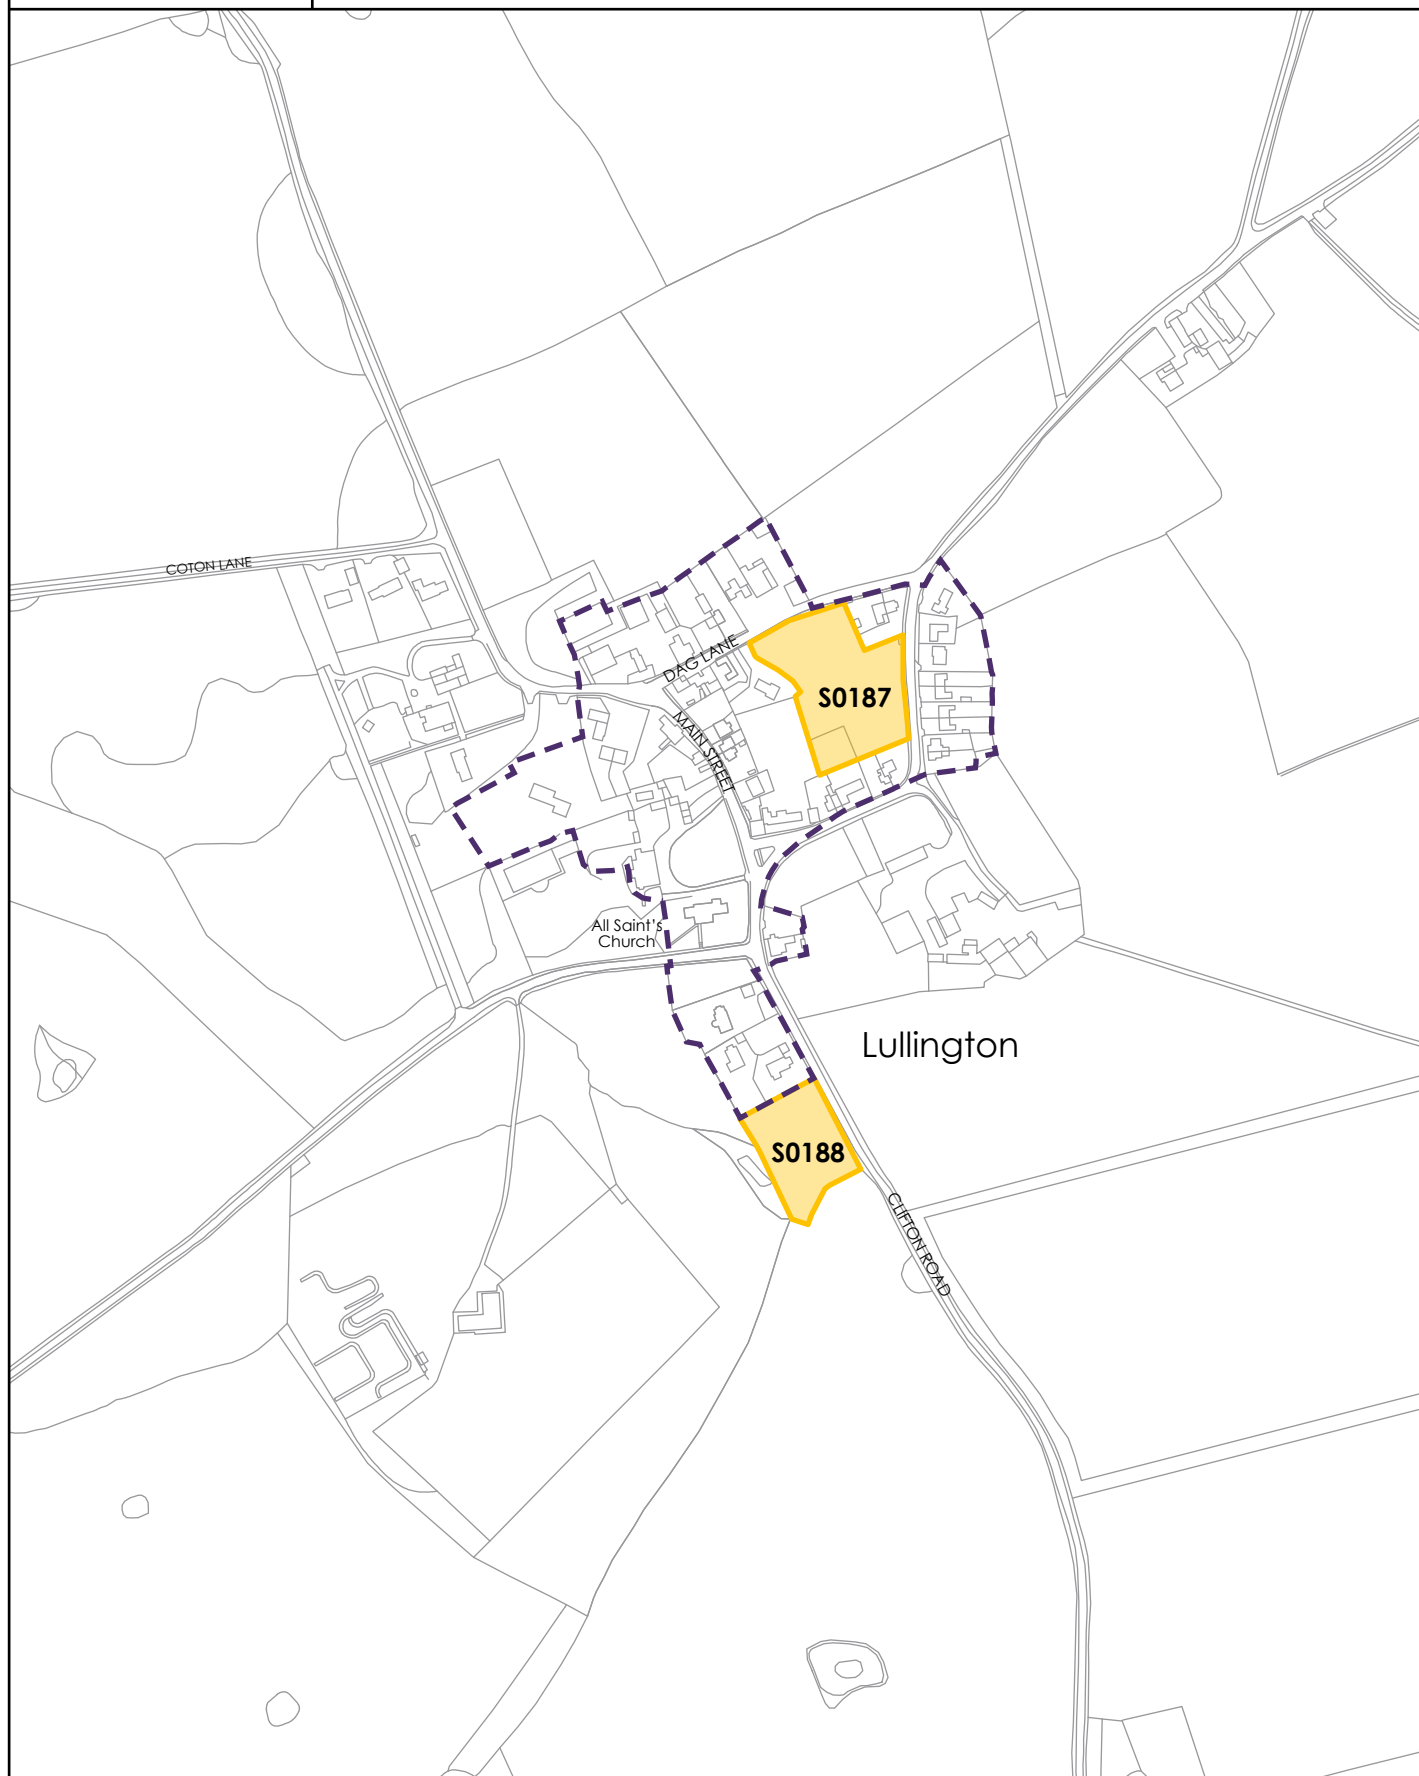 COTON LANE
DAG LANE
S0187
MAIN STREET
All Saint's
Church
Lullington
S0188
CLIFTON ROAD